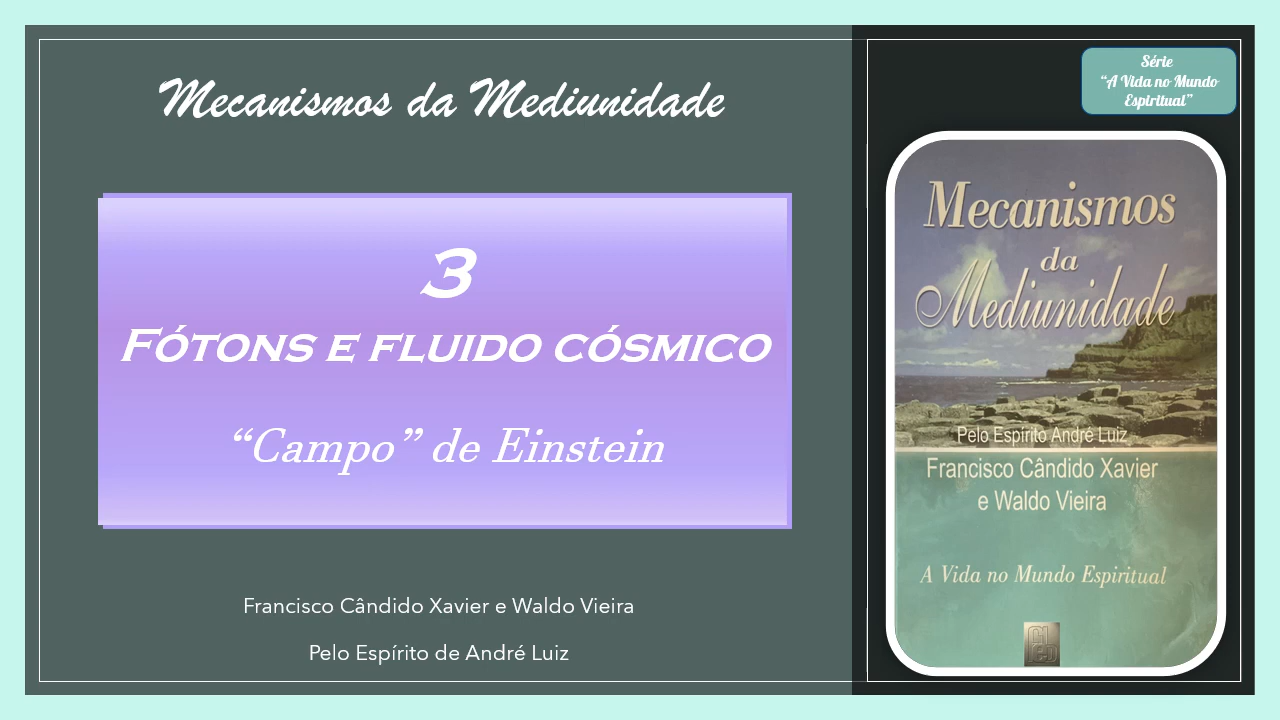 Mecanismos da Mediunidade
3
Fótons e fluido cósmico
“Campo” de Einstein
Francisco Cândido Xavier e Waldo Vieira
Pelo Espírito de André Luiz
Série
“A Vida no Mundo
Espiritual”
Mecanismos
da
Mediunidade
Pelo Espírito André Luiz
Francisco Cândido Xavier
e Waldo Vieira
A Vida no Mundo Espiritual